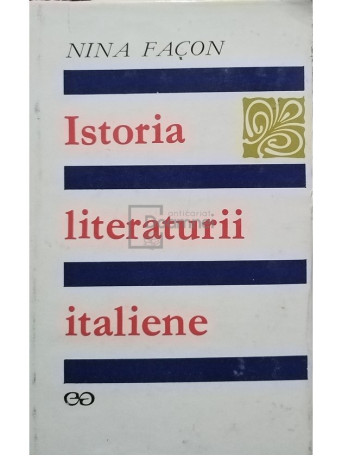 NINA FAÇON
Istoria
literaturii
italiene